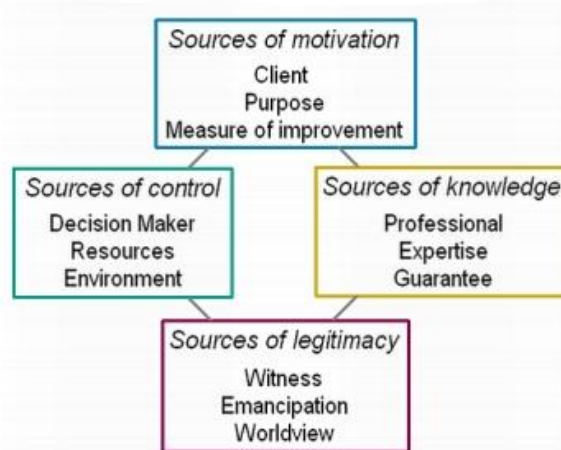 Sources of motivation
Client
Purpose
Measure of improvement
Sources of control
Decision Maker
Resources
Environment
Sources of knowledge
Professional
Expertise
Guarantee
Sources of legitimacy
Witness
Emancipation
Worldview